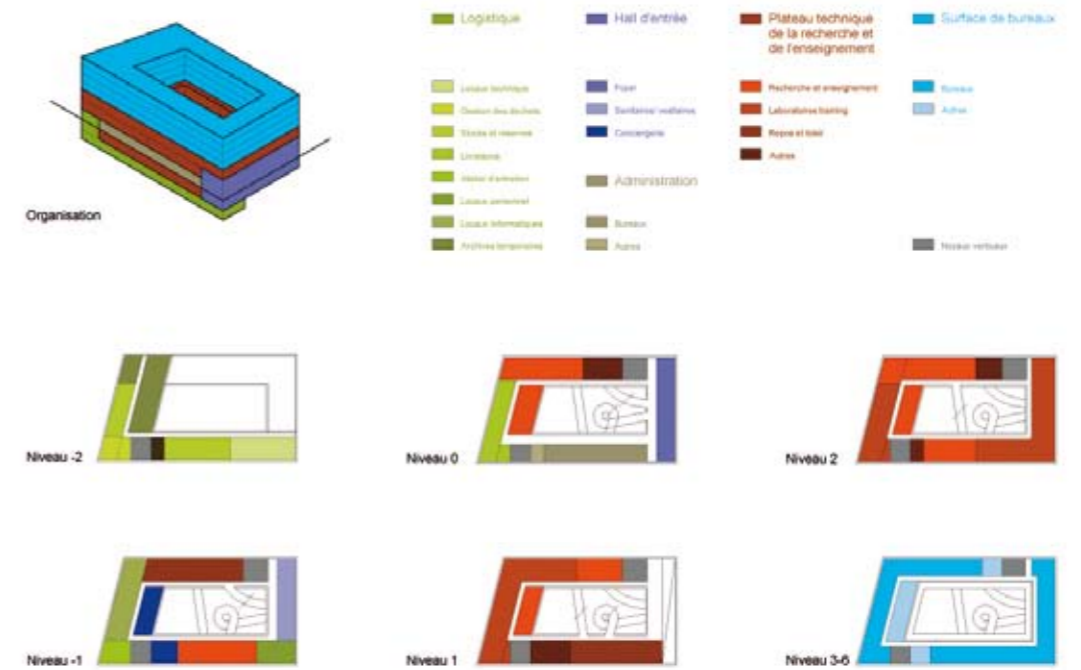 Logistique
Hall d'entrée
Plateau technique
de la recherche et
de l'enseignement
Surface de bureaux
Locaux technique
Gestion des déchets
Stocks et réserves
Livraisons
Atelier d'entretien
Locaux personnel
Locaux informatiques
Archives temporaires
Foyer
Sanitaires/ vestiaires
Conciergerie
Administration
Bureaux
Autres
Recherche et enseignement
Laboratoires training
Repos et
Autres
Bureaux
Autres
Noyaux verticaux
Organisation
Niveau -2
Niveau 0
Niveau 2
Niveau -1
Niveau 1
Niveau 3-6